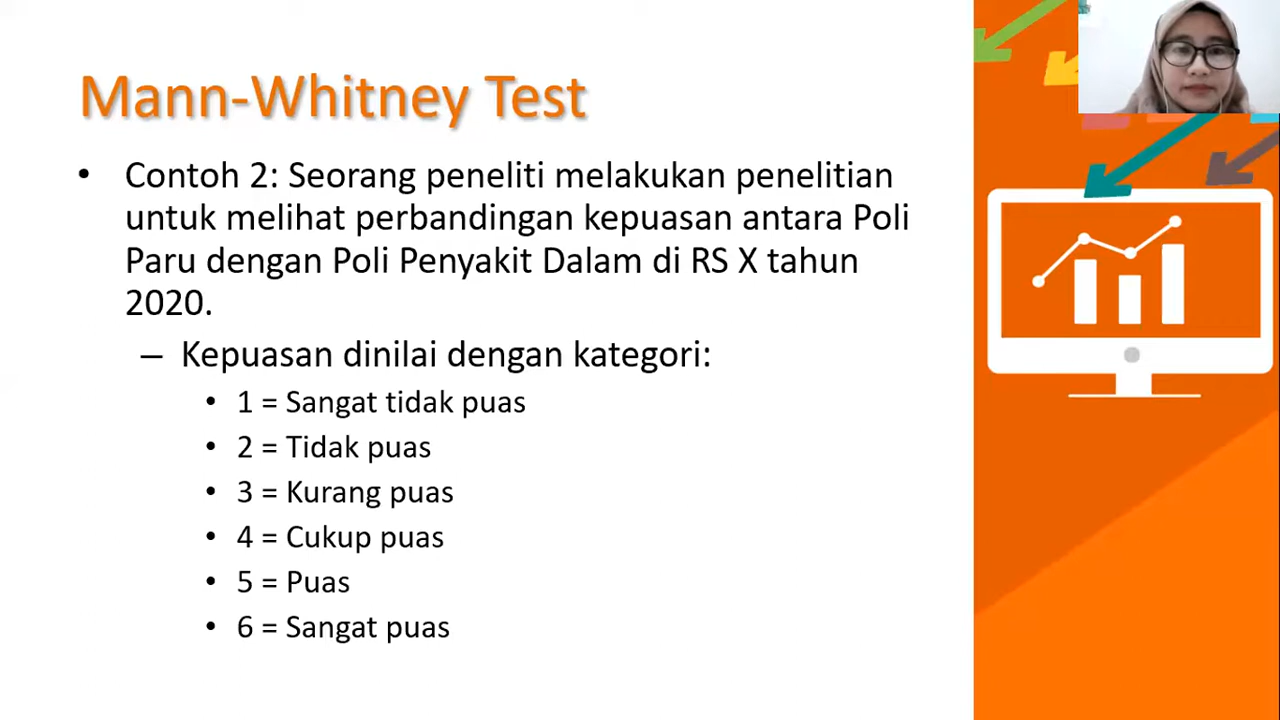 Mann-Whitney Test
• Contoh 2: Seorang peneliti melakukan penelitian
untuk melihat perbandingan kepuasan antara Poli
Paru dengan Poli Penyakit Dalam di RS X tahun
2020.
– Kepuasan dinilai dengan kategori:
• 1 = Sangat tidak puas
• 2 = Tidak puas
• 3 = Kurang puas
• 4 = Cukup puas
• 5 = Puas
• 6 = Sangat puas